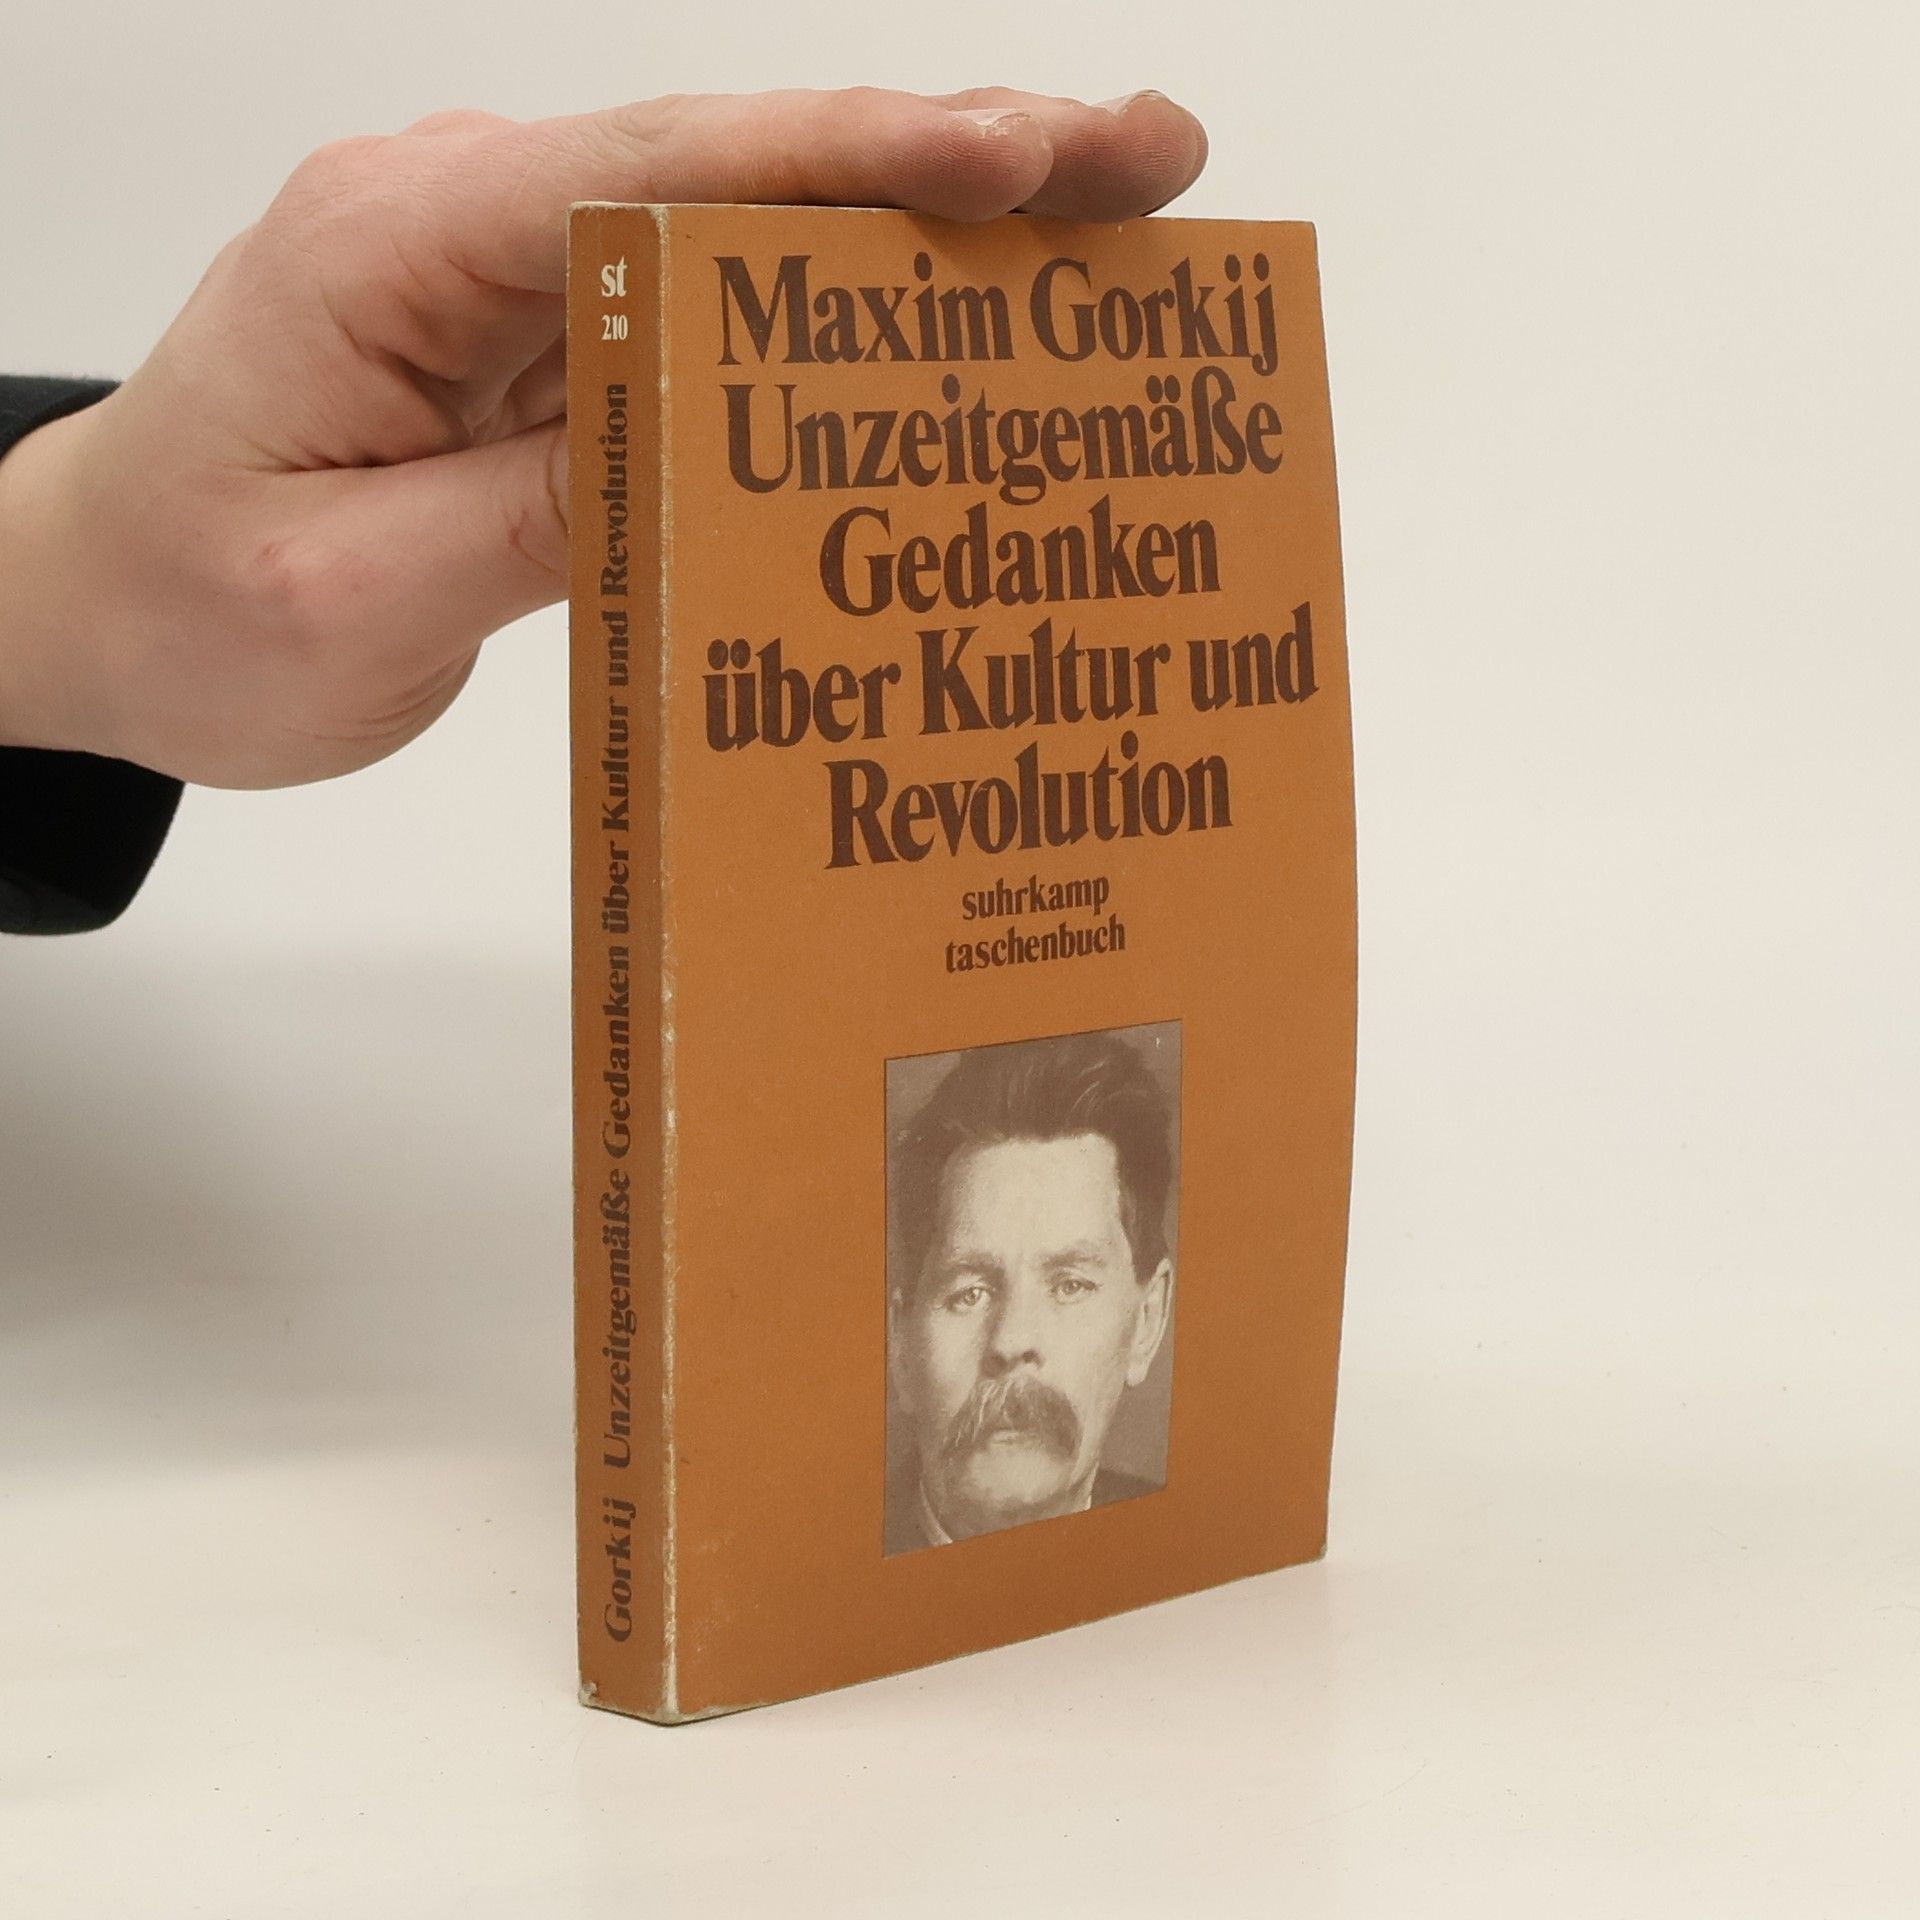 st
210
Gorkij Unzeitgemäße Gedanken über Kultur und Revolution
Maxim Gorkij
Unzeitgemäße
Gedanken
über Kultur und
Revolution
suhrkamp
taschenbuch